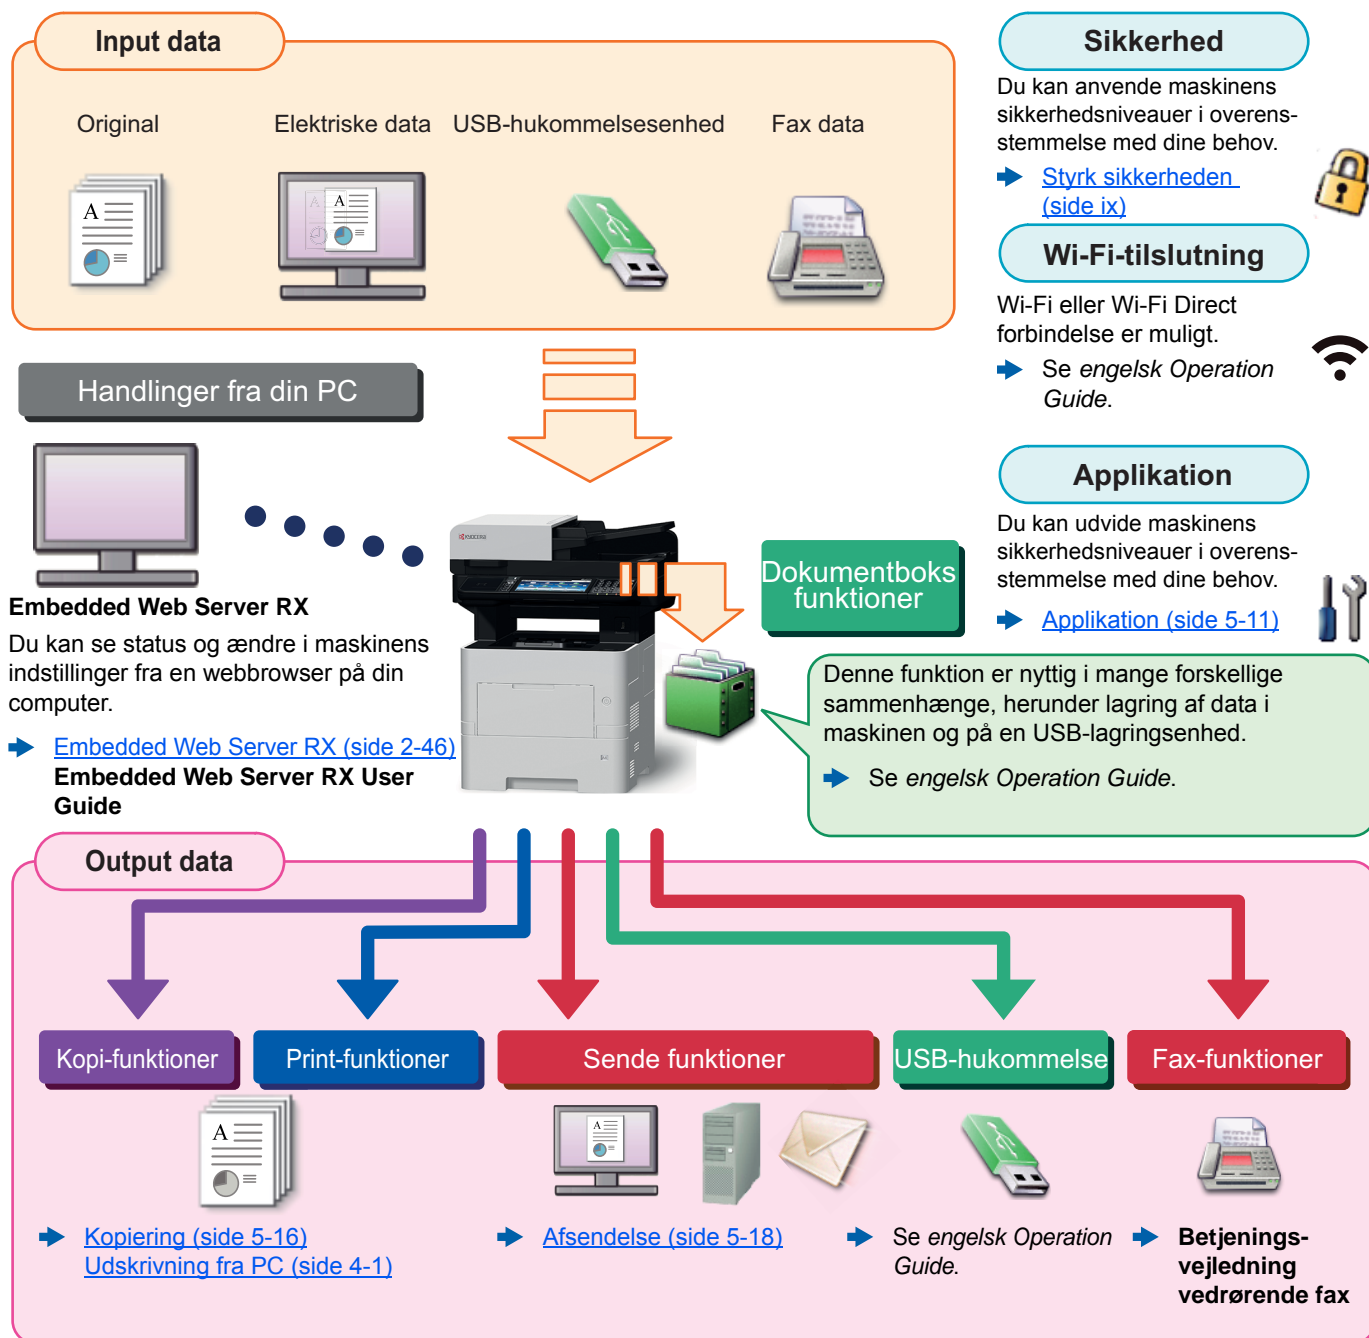 Input data
Original
Elektriske data
USB-hukommelsesenhed
Fax data
Sikkerhed
Du kan anvende maskinens
sikkerhedsniveauer i overens-
stemmelse med dine behov.
Styrk sikkerheden
(side ix)
Wi-Fi-tilslutning
Wi-Fi eller Wi-Fi Direct
forbindelse er muligt.
Se engelsk Operation
Guide.
Applikation
Du kan udvide maskinens
sikkerhedsniveauer i overens-
stemmelse med dine behov.
Applikation (side 5-11)
Handlinger fra din PC
Embedded Web Server RX
Du kan se status og ændre i maskinens
indstillinger fra en webbrowser på din
computer.
Embedded Web Server RX (side 2-46)
Embedded Web Server RX User
Guide
KYOCERA
Dokumentboks
funktioner
Denne funktion er nyttig i mange forskellige
sammenhænge, herunder lagring af data i
maskinen og på en USB-lagringsenhed.
Se engelsk Operation Guide.
Output data
Kopi-funktioner
Print-funktioner
Sende funktioner
USB-hukommelse
Fax-funktioner
A
A
A
A
A
Kopiering (side 5-16)
Udskrivning fra PC (side 4-1)
Afsendelse (side 5-18)
Se engelsk Operation
Guide.
Betjenings-
vejledning
vedrørende fax